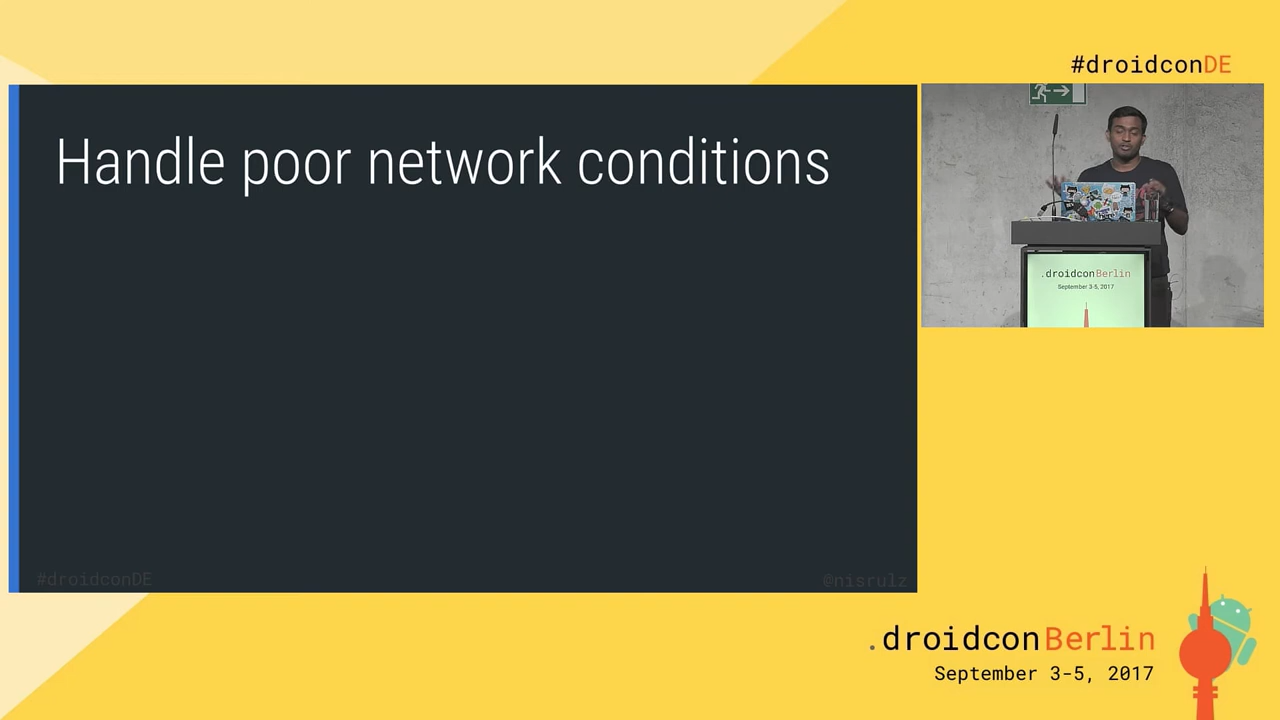 #droidconDE
Handle poor network conditions
.droidconBerlin
September 3-5, 2017
#droidconDE
@nisrulz
.droidconBerlin
September 3-5, 2017